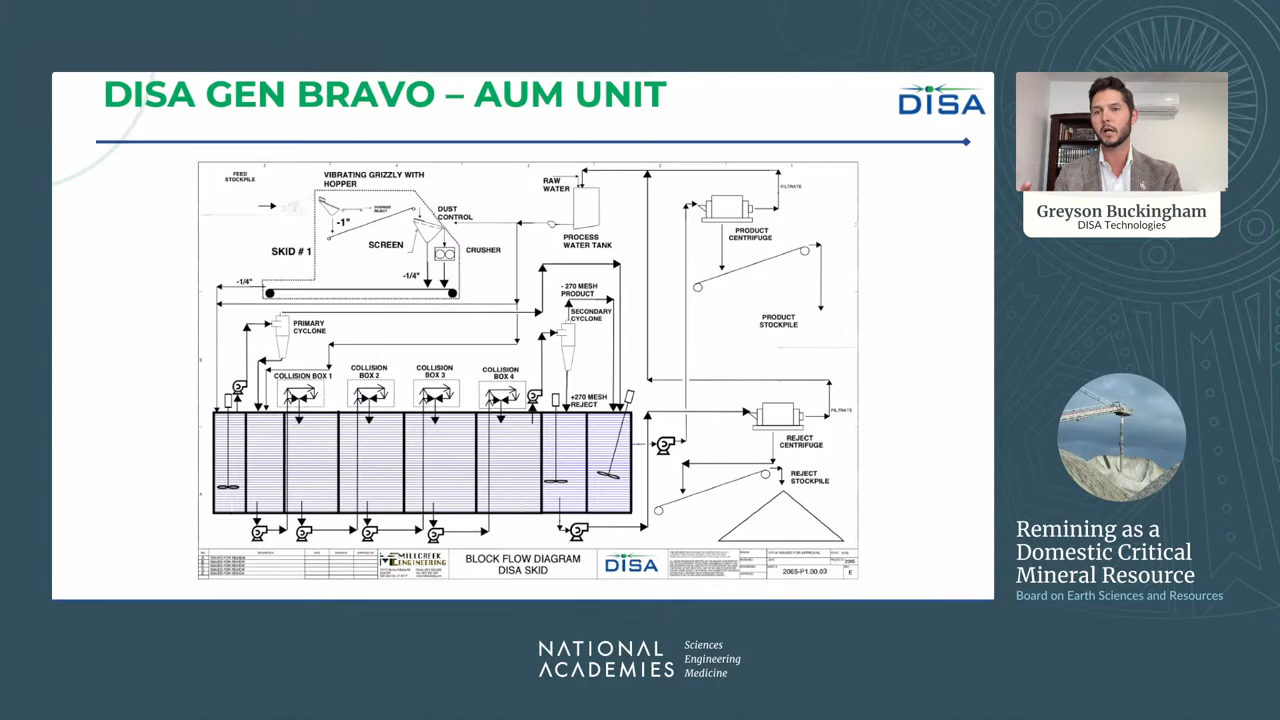 DISA GEN BRAVO – AUM UNIT
DISA
FEED
STOCKPILE
VIBRATING GRIZZLY WITH
HOPPER
OVERSIZE
REJECT
-1"
SKID # 1
SCREEN
DUST
CONTROL
CRUSHER
-1/4"
-1/4"
RAW
WATER
PROCESS
WATER TANK
FILTRATE
PRODUCT
CENTRIFUGE
PRODUCT
STOCKPILE
- 270 MESH
PRODUCT
SECONDARY
CYCLONE
PRIMARY
CYCLONE
COLLISION BOX 1
COLLISION
BOX 2
COLLISION
BOX 3
COLLISION
BOX 4
+270 MESH
REJECT
FILTRATE
REJECT
CENTRIFUGE
REJECT
STOCKPILE
MILLCREEK
ENGINEERING
BLOCK FLOW DIAGRAM
DISA SKID
DISA
2065-P1.00.03
E
Greyson Buckingham
DISA Technologies
Remining as a
Domestic Critical
Mineral Resource
Board on Earth Sciences and Resources
NATIONAL
ACADEMIES
Sciences
Engineering
Medicine